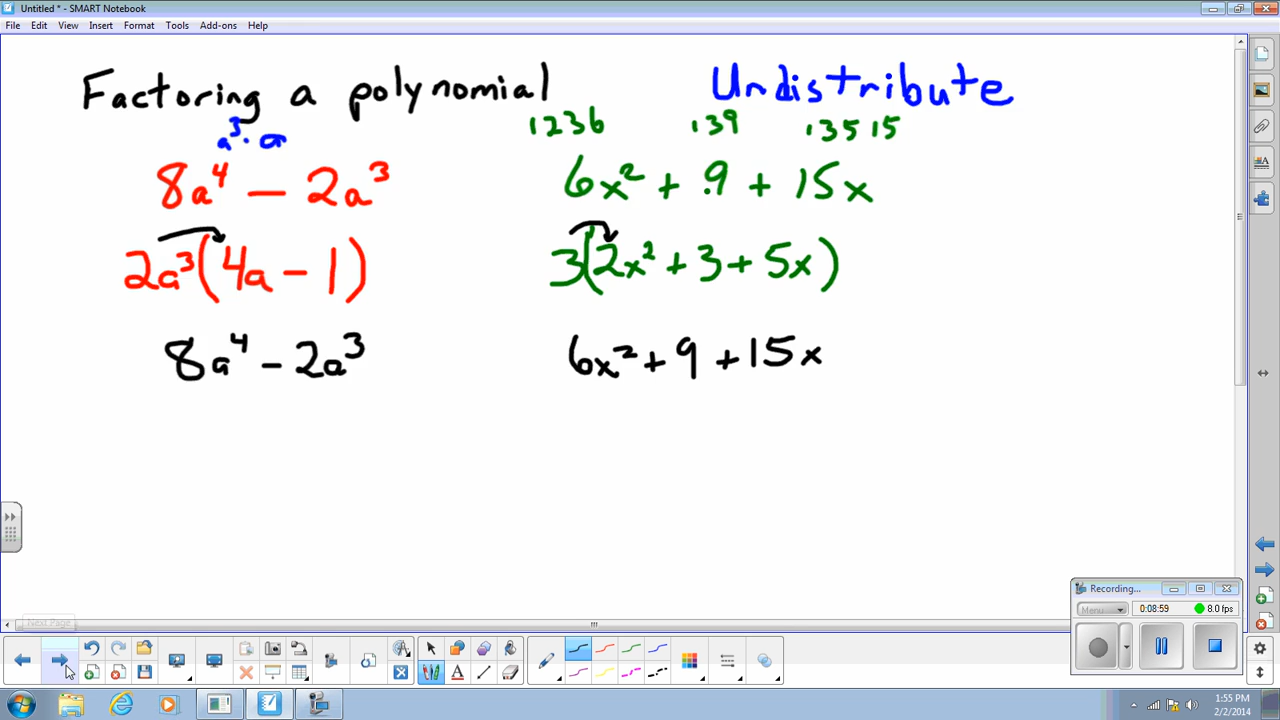 Untitled * - SMART Notebook
File Edit View Insert Format Tools Add-ons Help
Factoring a polynomial
Undistribute
a³ · a
1 2 3 6
1 3 9
1 3 5 15
8a⁴ − 2a³
6x² + 9 + 15x
2a³(4a − 1)
3(2x² + 3 + 5x)
8a⁴ − 2a³
6x² + 9 + 15x
Recording...
Menu
0:08:59
8.0 fps
Next Page
1:55 PM
2/2/2014